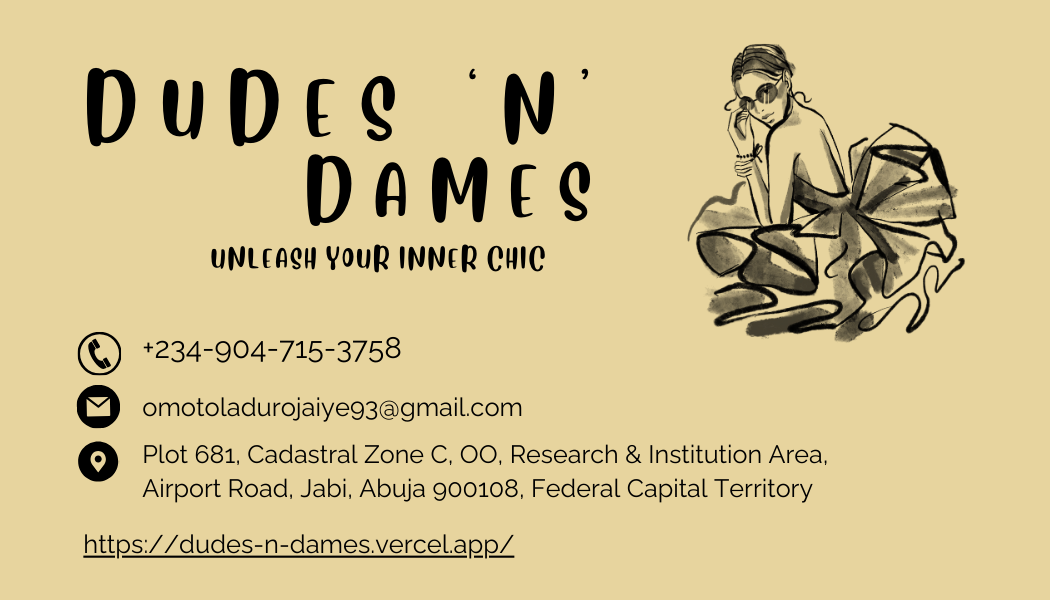 DUDES ‘N’
DAMES
UNLEASH YOUR INNER CHIC
+234-904-715-3758
omotoladurojaiye93@gmail.com
Plot 681, Cadastral Zone C, OO, Research & Institution Area,
Airport Road, Jabi, Abuja 900108, Federal Capital Territory
https://dudes-n-dames.vercel.app/